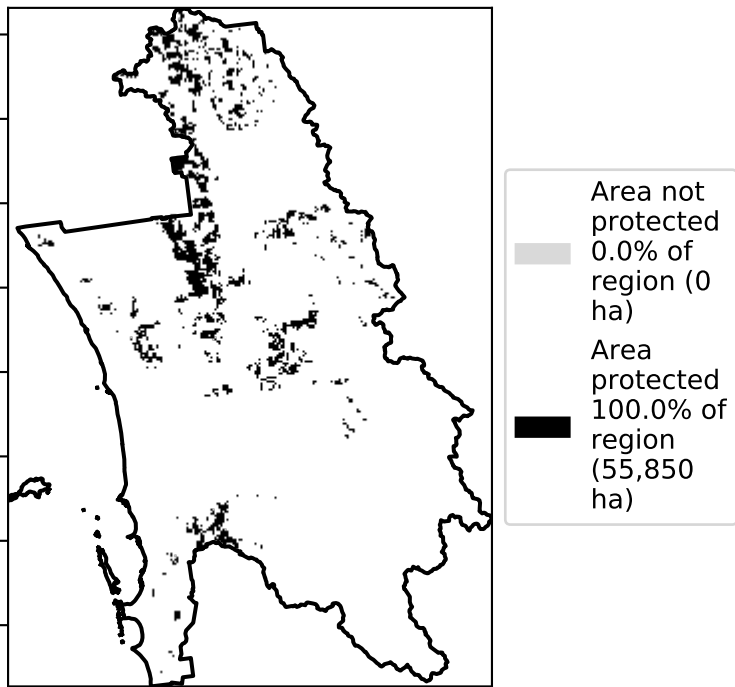 Area not
protected
0.0% of
region (0
ha)
Area
protected
100.0% of
region
(55,850
ha)